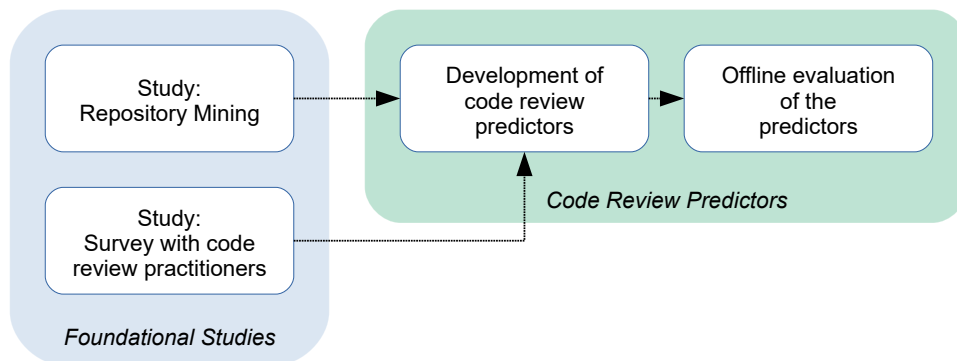 Study:
Repository Mining
Study:
Survey with code
review practitioners
Foundational Studies
Development of
code review
predictors
Offline evaluation
of the
predictors
Code Review Predictors